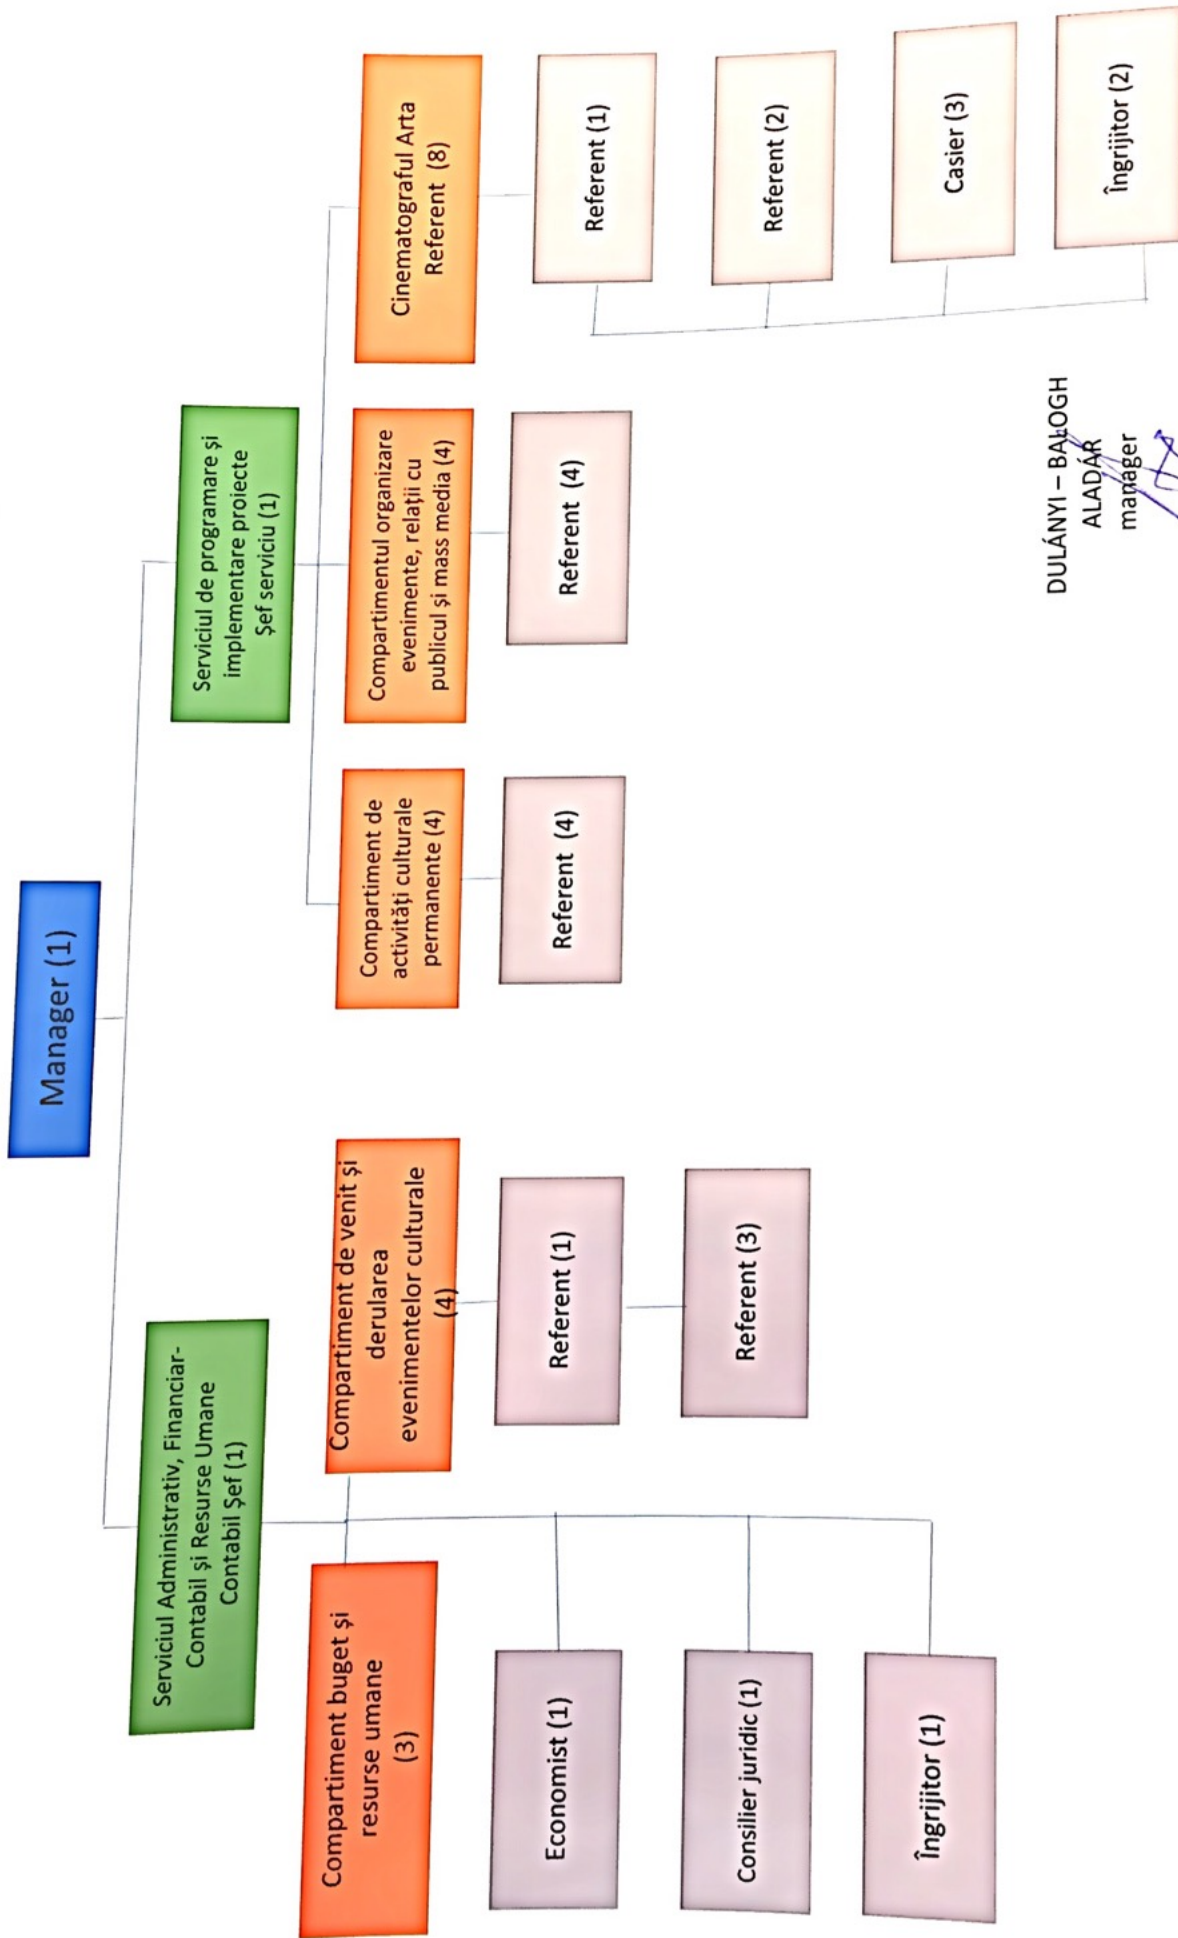 Manager (1)
Serviciul Administrativ, Financiar-
Contabil și Resurse Umane
Contabil Șef (1)
Serviciul de programare și
implementare proiecte
Șef serviciu (1)
Compartiment buget și
resurse umane
(3)
Compartiment de venit și
derularea
evenimentelor culturale
(4)
Compartiment de
activități culturale
permanente (4)
Compartimentul organizare
evenimente, relații cu
publicul și mass media (4)
Cinematograful Arta
Referent (8)
Economist (1)
Referent (1)
Referent (4)
Referent (4)
Referent (1)
Consilier juridic (1)
Referent (3)
Referent (2)
Îngrijitor (1)
Casier (3)
Îngrijitor (2)
DULÁNYI – BALOGH
ALADÁR
manager